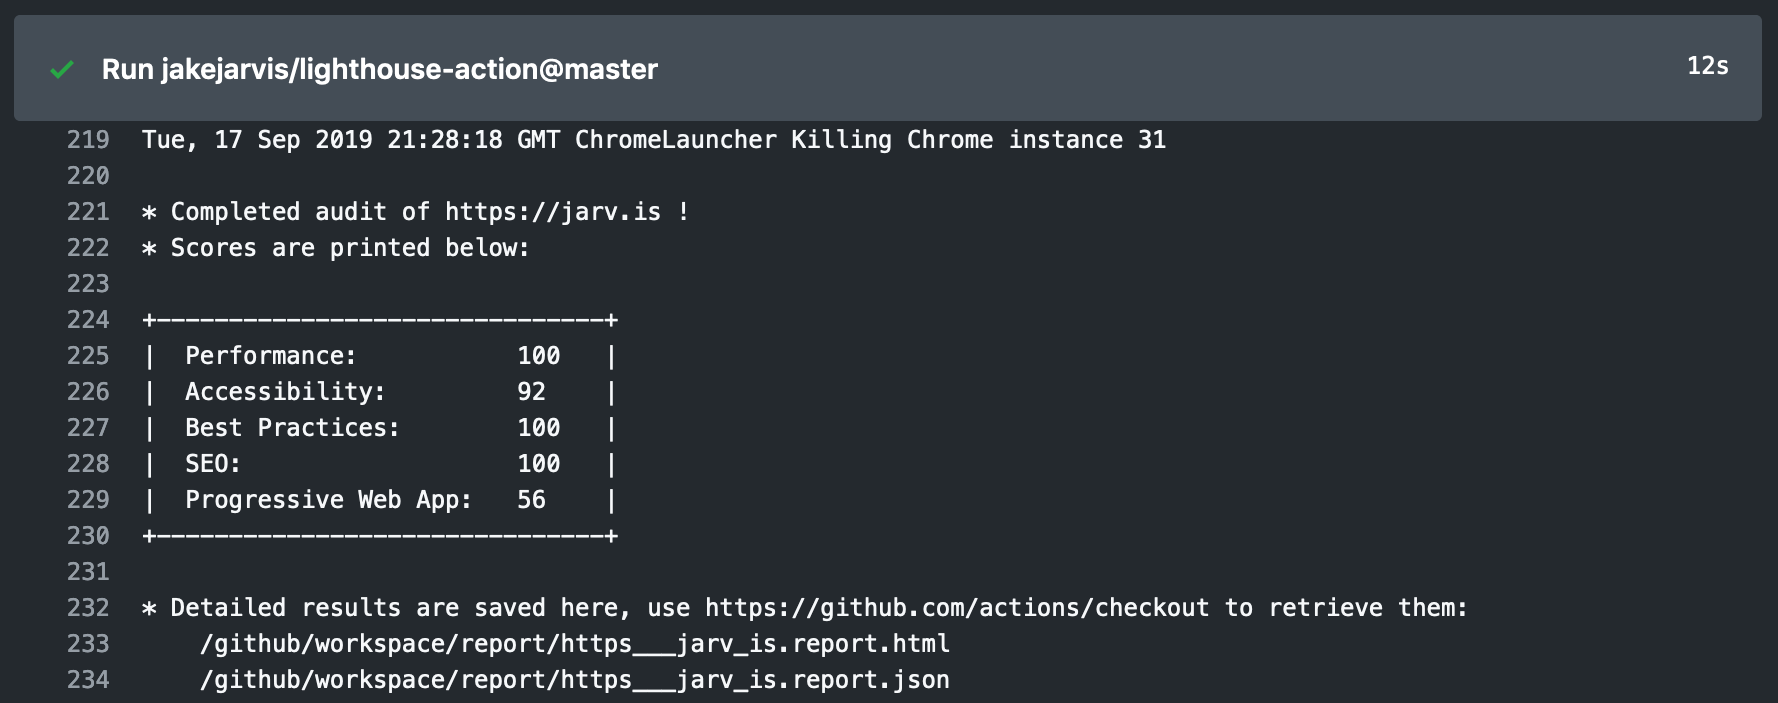 Run jakejarvis/lighthouse-action@master 12s
219 Tue, 17 Sep 2019 21:28:18 GMT ChromeLauncher Killing Chrome instance 31
220
221 * Completed audit of https://jarv.is !
222 * Scores are printed below:
223
224 +-------------------------------+
225 |  Performance:           100   |
226 |  Accessibility:         92    |
227 |  Best Practices:        100   |
228 |  SEO:                   100   |
229 |  Progressive Web App:   56    |
230 +-------------------------------+
231
232 * Detailed results are saved here, use https://github.com/actions/checkout to retrieve them:
233     /github/workspace/report/https___jarv_is.report.html
234     /github/workspace/report/https___jarv_is.report.json